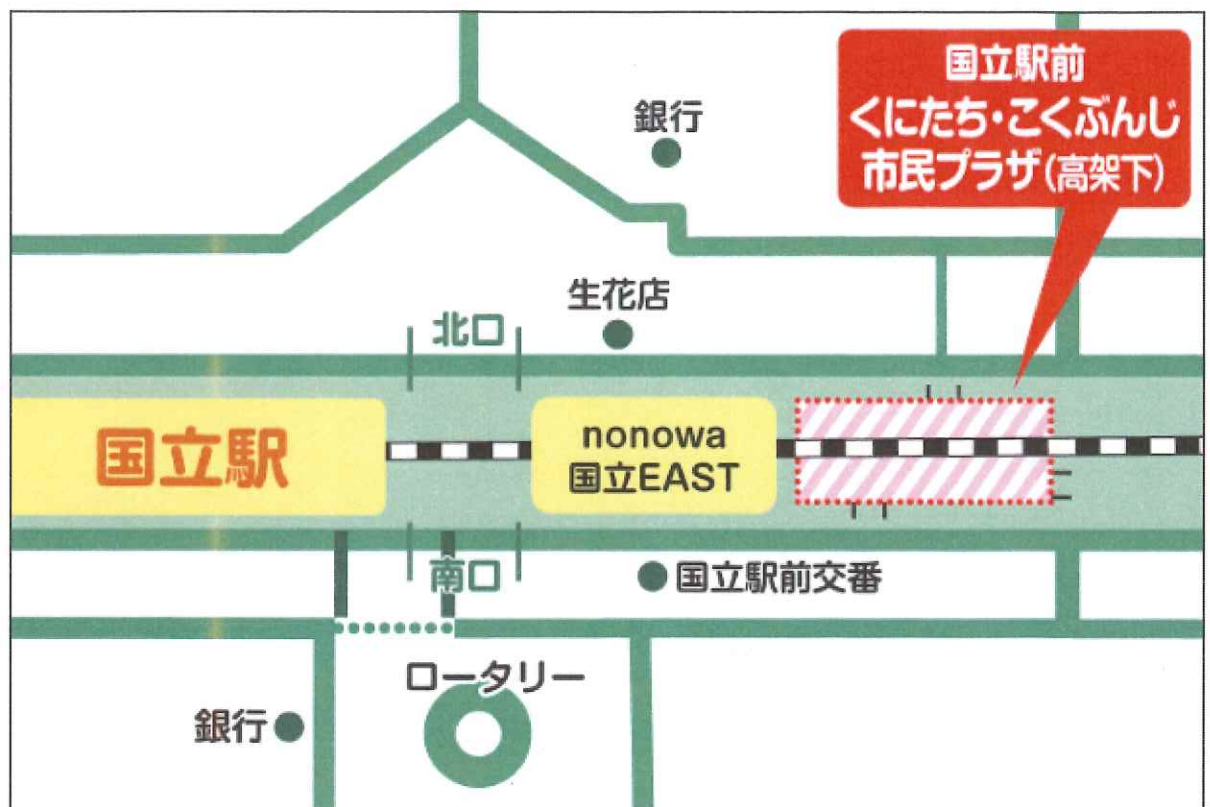 国立駅前
くにたち・こくぶんじ
市民プラザ(高架下)
銀行
生花店
北口
国立駅
nonowa
国立EAST
南口
国立駅前交番
ロータリー
銀行